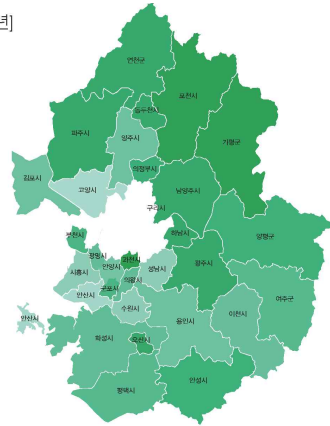 년]
연천군
포천시
동두천시
가평군
파주시
양주시
의정부시
김포시
고양시
남양주시
구리시
하남시
양평군
부천시
광명시
과천시
안양시
시흥시
군포시
의왕시
성남시
광주시
여주군
안산시
안산시
수원시
용인시
이천시
화성시
오산시
평택시
안성시